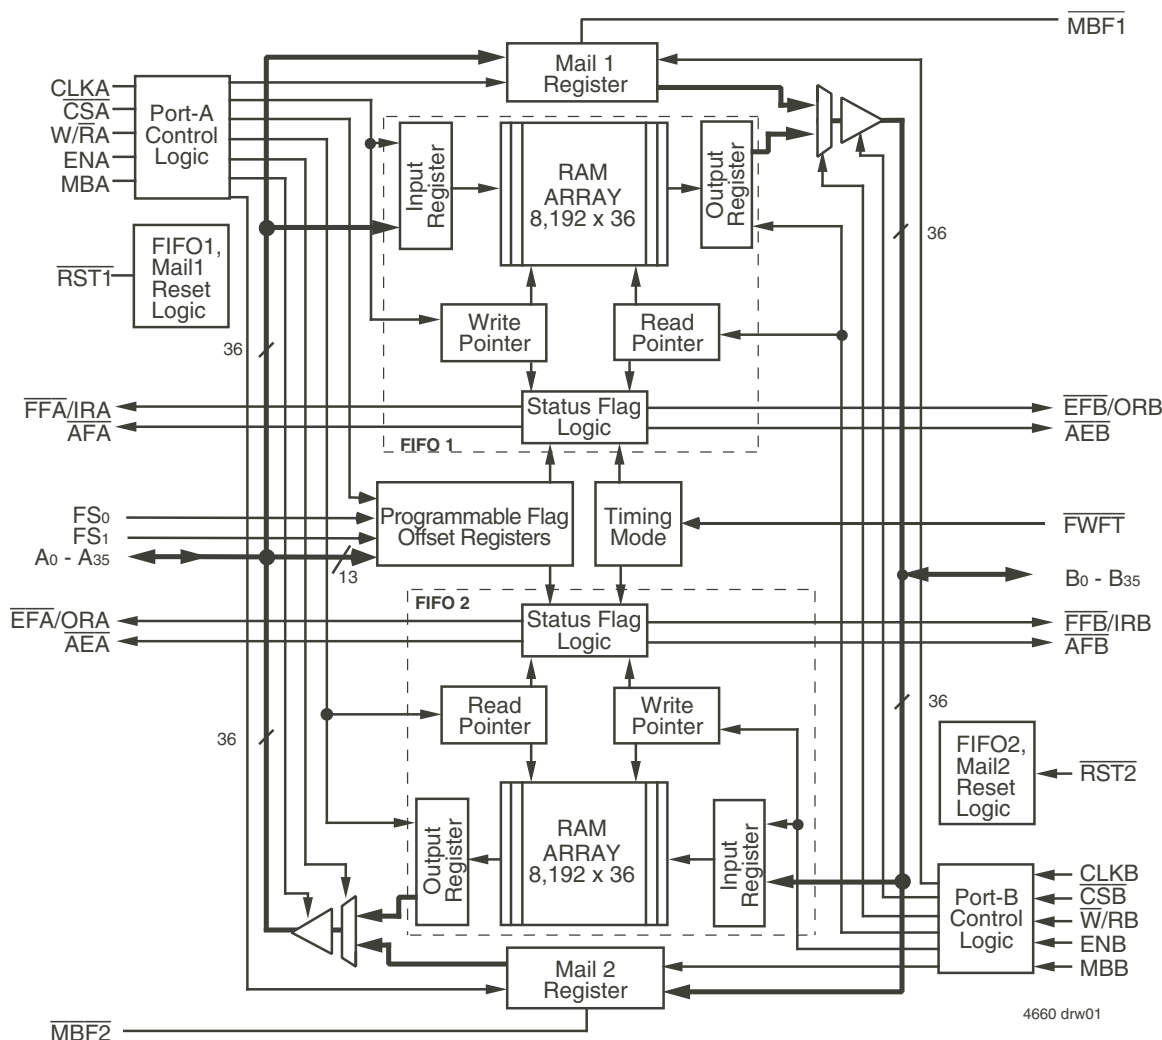 MBF1
Mail 1
Register
CLKA
CSA
W/RA
ENA
MBA
Port-A
Control
Logic
Input
Register
RAM
ARRAY
8,192 x 36
Output
Register
36
RST1
FIFO1,
Mail1
Reset
Logic
Write
Pointer
Read
Pointer
36
FFA/IRA
AFA
Status Flag
Logic
EFB/ORB
AEB
FIFO 1
FS0
FS1
A0 - A35
Programmable Flag
Offset Registers
Timing
Mode
FWFT
13
B0 - B35
FIFO 2
EFA/ORA
AEA
Status Flag
Logic
FFB/IRB
AFB
Read
Pointer
Write
Pointer
36
36
FIFO2,
Mail2
Reset
Logic
RST2
Output
Register
RAM
ARRAY
8,192 x 36
Input
Register
Port-B
Control
Logic
CLKB
CSB
W/RB
ENB
MBB
Mail 2
Register
MBF2
4660 drw01